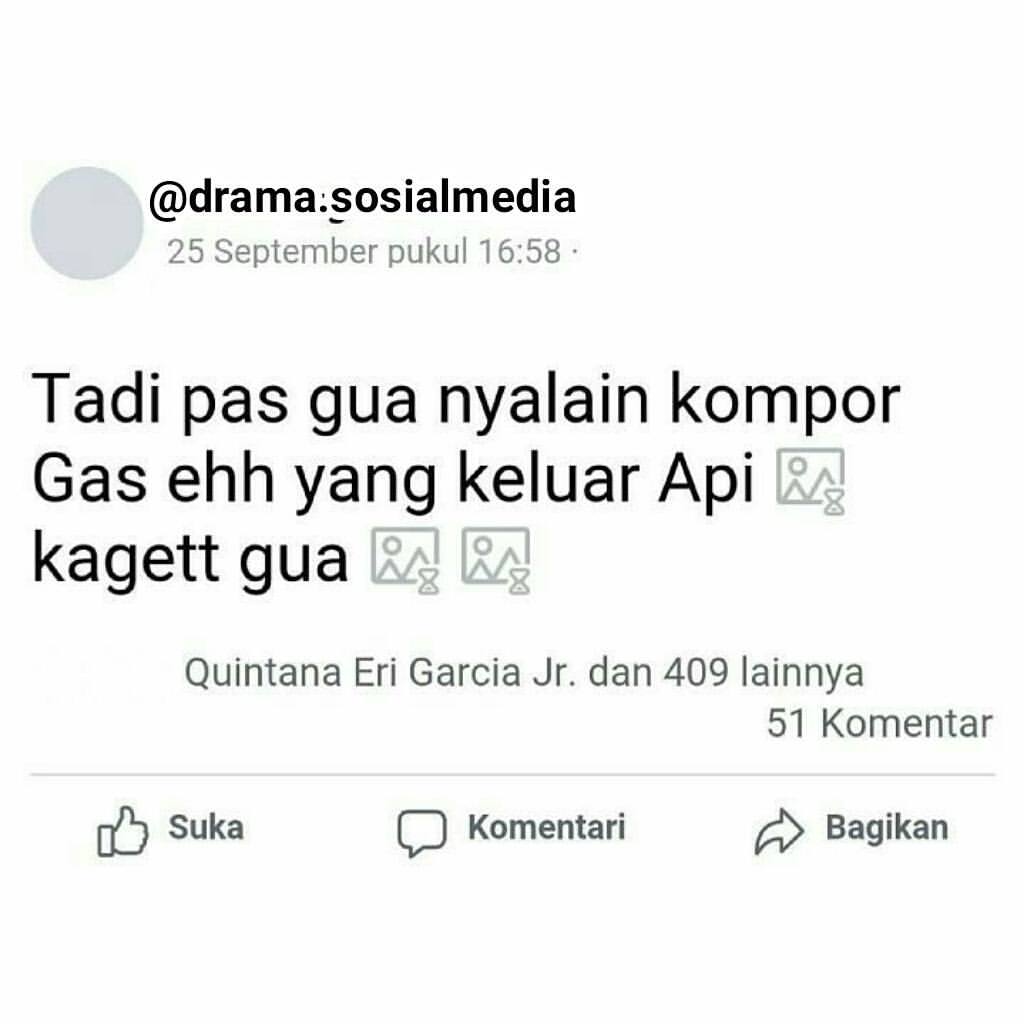 @drama.sosialmedia
25 September pukul 16:58 ·
Tadi pas gua nyalain kompor
Gas ehh yang keluar Api
kagett gua
Quintana Eri Garcia Jr. dan 409 lainnya
51 Komentar
Suka Komentari Bagikan